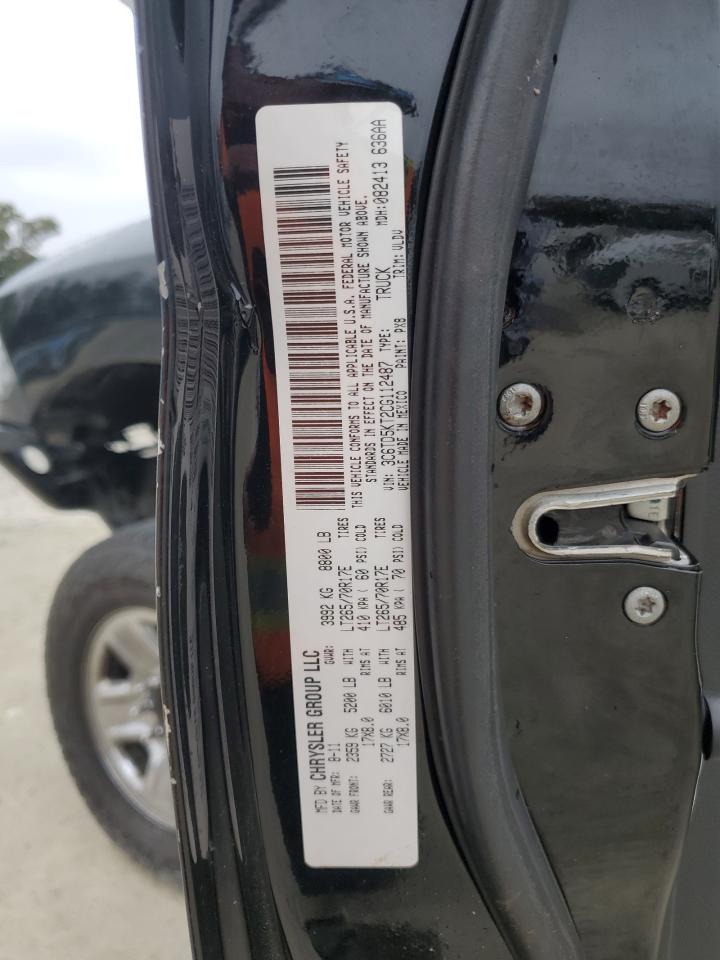 MFD BY CHRYSLER GROUP LLC
DATE OF MFR: 8-11 GVWR: 3992 KG 8800 LB
GAWR FRONT: 2359 KG 5200 LB WITH LT265/70R17E TIRES
17X8.0 RIMS AT 410 KPA ( 60 PSI) COLD
GAWR REAR: 2727 KG 6010 LB WITH LT265/70R17E TIRES
17X8.0 RIMS AT 485 KPA ( 70 PSI) COLD
THIS VEHICLE CONFORMS TO ALL APPLICABLE U.S.A. FEDERAL MOTOR VEHICLE SAFETY
STANDARDS IN EFFECT ON THE DATE OF MANUFACTURE SHOWN ABOVE.
VIN: 3C6TD5KT2CG112487 TYPE: TRUCK MDH:082413 636AA
VEHICLE MADE IN MEXICO PAINT: PXB TRIM: VLDV